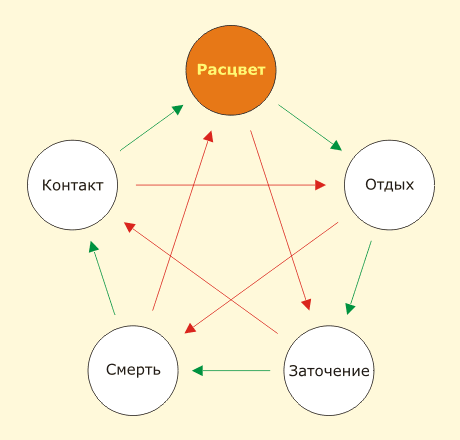 Расцвет
Контакт
Отдых
Смерть
Заточение